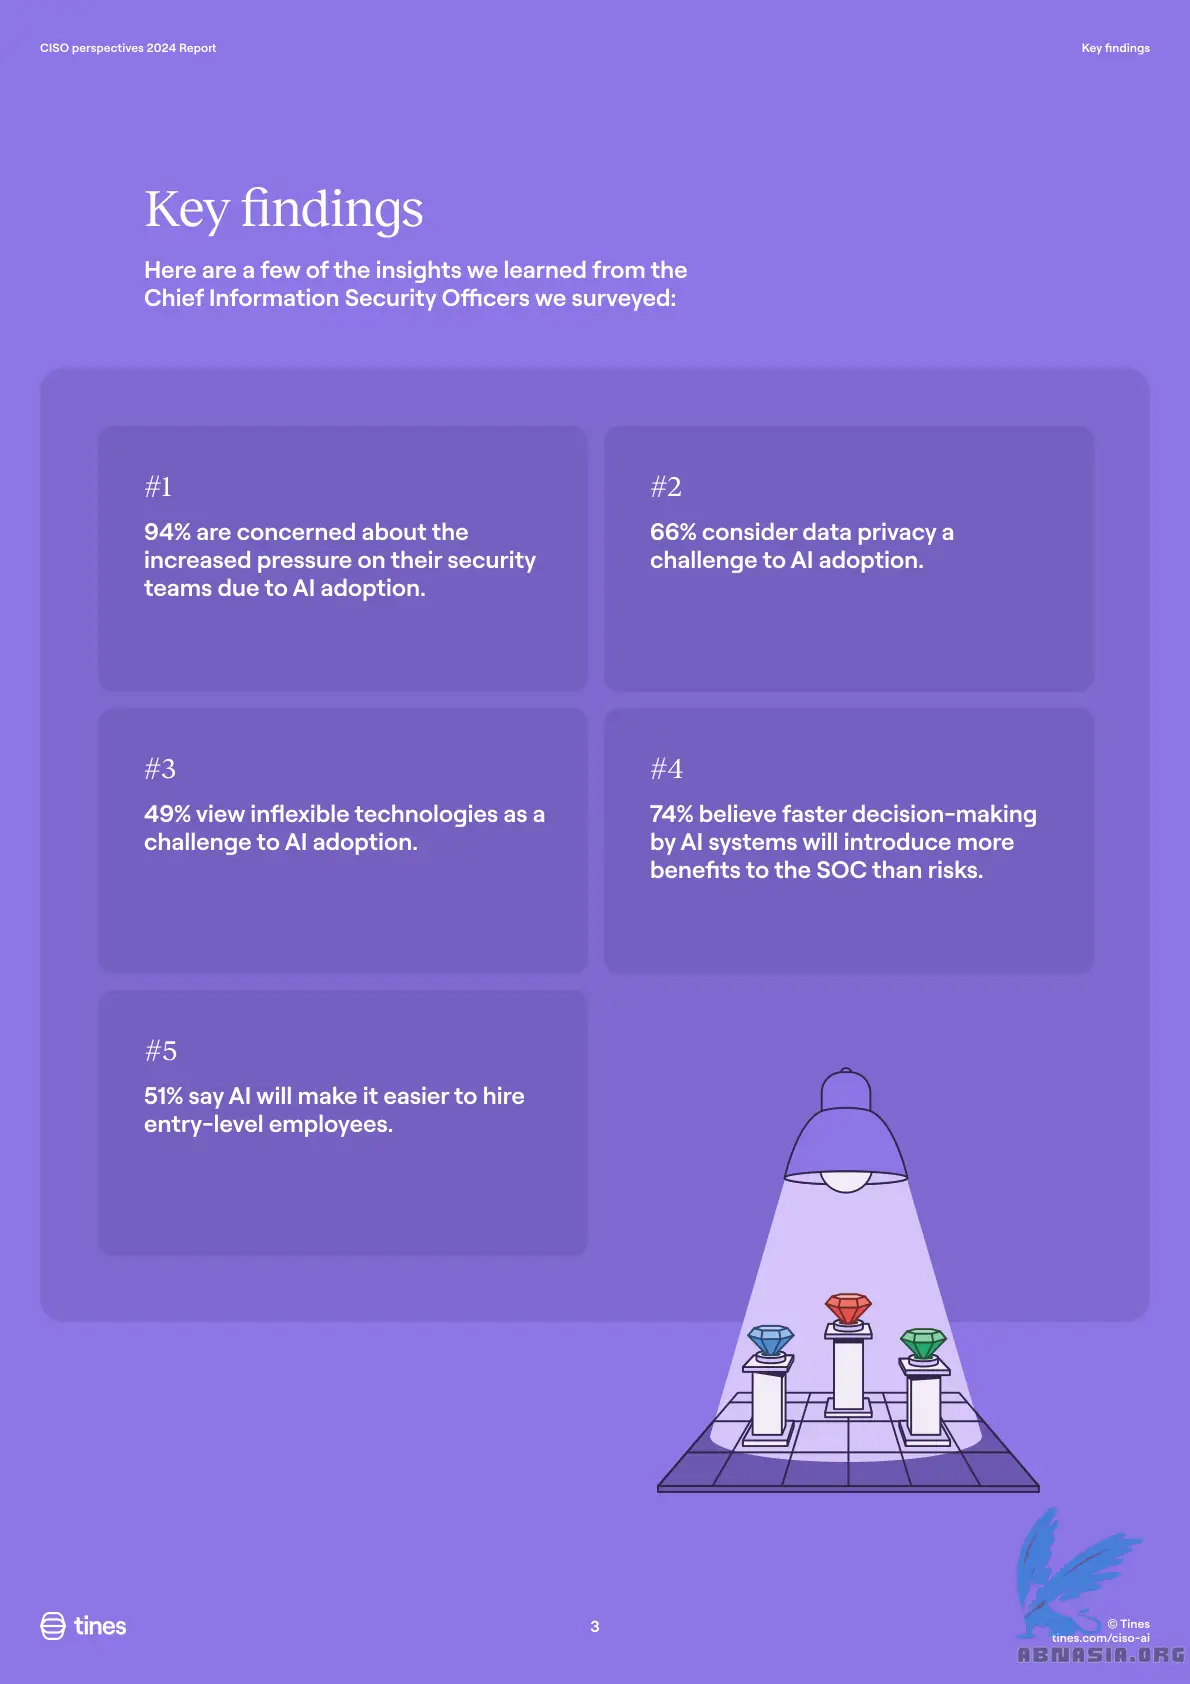 CISO perspectives 2024 Report
Key findings
Key findings
Here are a few of the insights we learned from the
Chief Information Security Officers we surveyed:
#1
94% are concerned about the
increased pressure on their security
teams due to AI adoption.
#2
66% consider data privacy a
challenge to AI adoption.
#3
49% view inflexible technologies as a
challenge to AI adoption.
#4
74% believe faster decision-making
by AI systems will introduce more
benefits to the SOC than risks.
#5
51% say AI will make it easier to hire
entry-level employees.
tines
3
© Tines
tines.com/ciso-ai
ABNASIA.ORG